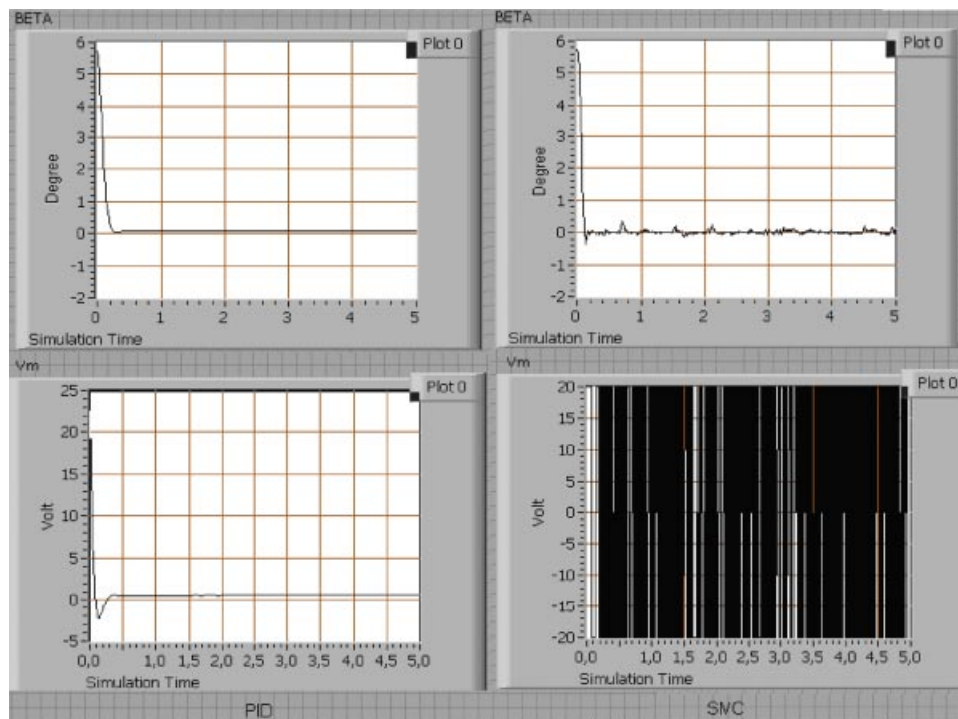 BETA
Plot 0
6
5
4
3
2
1
0
-1
-2
Degree
0 1 2 3 4 5
Simulation Time
BETA
Plot 0
6
5
4
3
2
1
0
-1
-2
Degree
0 1 2 3 4 5
Simulation Time
Vm
Plot 0
25
20
15
10
5
0
-5
Volt
0,0 0,5 1,0 1,5 2,0 2,5 3,0 3,5 4,0 4,5 5,0
Simulation Time
PID
Vm
Plot 0
20
15
10
5
0
-5
-10
-15
-20
Volt
0,0 0,5 1,0 1,5 2,0 2,5 3,0 3,5 4,0 4,5 5,0
Simulation Time
SMC